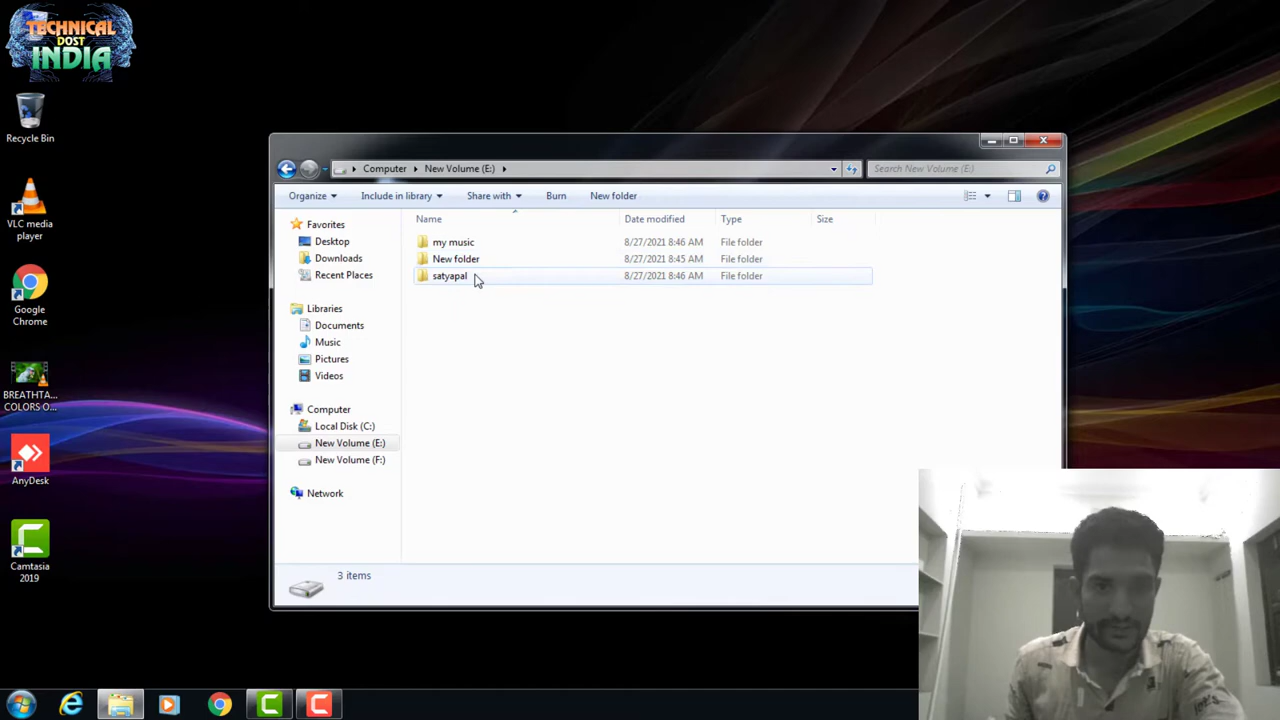 TECHNICAL
DOST
INDIA
Recycle Bin
VLC media
player
Google
Chrome
BREATHTA...
COLORS O...
AnyDesk
Camtasia
2019
Computer
New Volume (E:)
Search New Volume (E:)
Organize
Include in library
Share with
Burn
New folder
Name
Date modified
Type
Size
Favorites
Desktop
Downloads
Recent Places
Libraries
Documents
Music
Pictures
Videos
Computer
Local Disk (C:)
New Volume (E:)
New Volume (F:)
Network
my music 8/27/2021 8:46 AM File folder
New folder 8/27/2021 8:45 AM File folder
satyapal 8/27/2021 8:46 AM File folder
3 items